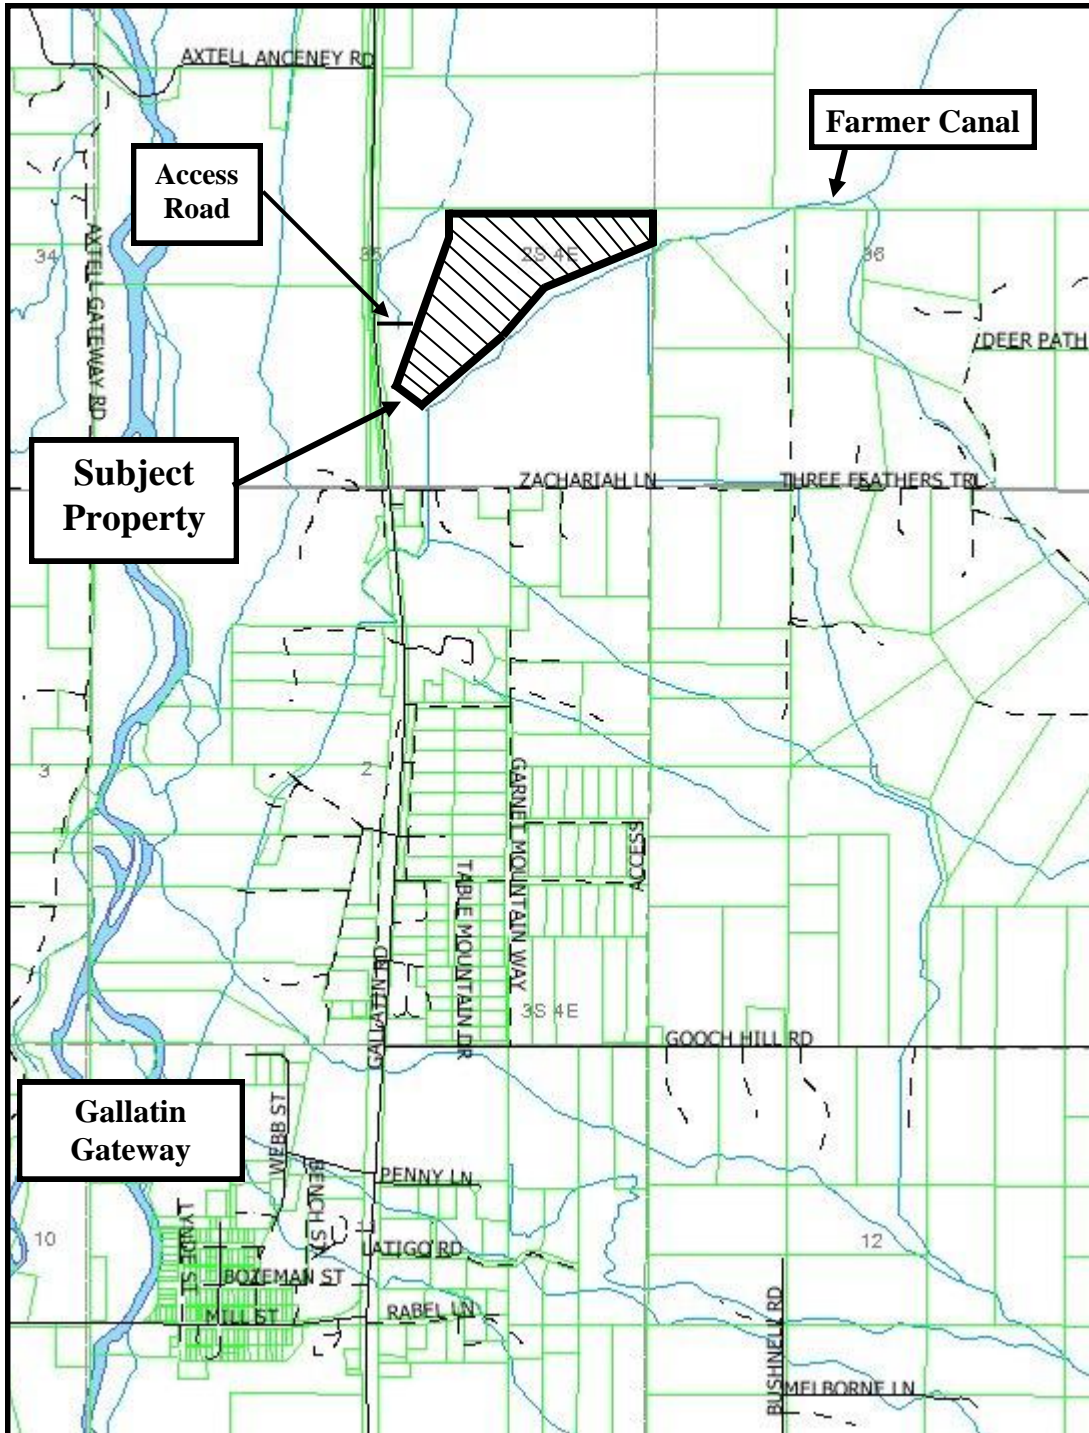 AXTELL ANCENEY RD
Farmer Canal
Access
Road
34
35
2S 4E
36
AXTELL GATEWAY RD
DEER PATH
Subject
Property
ZACHARIAH LN
THREE FEATHERS TRL
3
2
GARNET MOUNTAIN WAY
ACCESS
TABLE MOUNTAIN DR
GALLATIN RD
3S 4E
GOOCH HILL RD
Gallatin
Gateway
WEBB ST
BENCH ST
PENNY LN
LYNDE ST
10
11
12
LATIGO RD
BOZEMAN ST
MILL ST
RABEL LN
BUSHNELL RD
MELBORNE LN